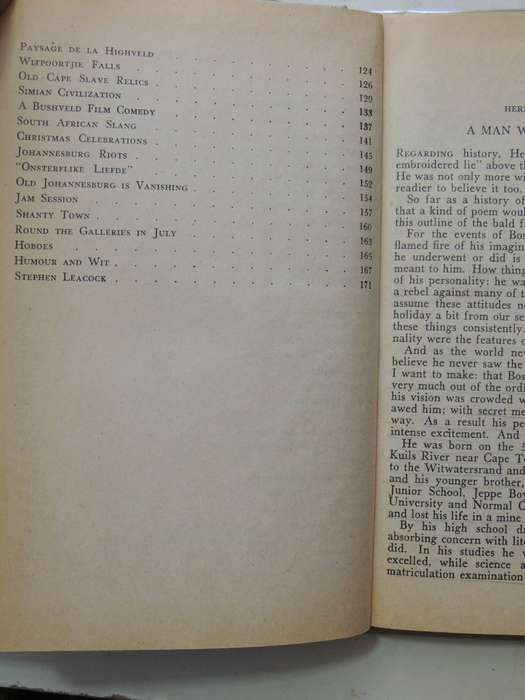 PAYSAGE DE LA HIGHVELD . . . . . . . . 124
WITPOORTJIE FALLS . . . . . . . . 126
OLD CAPE SLAVE RELICS . . . . . . . . 129
SIMIAN CIVILIZATION . . . . . . . . 133
A BUSHVELD FILM COMEDY . . . . . . . . 137
SOUTH AFRICAN SLANG . . . . . . . . 141
CHRISTMAS CELEBRATIONS . . . . . . . . 145
JOHANNESBURG RIOTS . . . . . . . . 149
"ONSTERFLIKE LIEFDE" . . . . . . . . 152
OLD JOHANNESBURG IS VANISHING . . . . . . . . 154
JAM SESSION . . . . . . . . 157
SHANTY TOWN . . . . . . . . 160
ROUND THE GALLERIES IN JULY . . . . . . . . 163
HOBOES . . . . . . . . 165
HUMOUR AND WIT . . . . . . . . 167
STEPHEN LEACOCK . . . . . . . . 171
HER
A MAN W
REGARDING history, He
embroidered lie" above th
He was not only more wi
readier to believe it too.
So far as a history of
that a kind of poem woul
this outline of the bald f
For the events of Bos
flamed fire of his imagin
he underwent or did is
meant to him. How thing
of his personality: he wa
a rebel against many of t
assume these attitudes no
holiday a bit from our se
these things consistently.
nality were the features o
And as the world nev
believe he never saw the
I want to make: that Bos
very much out of the ordi
his vision was crowded w
awed him; with secret me
way. As a result his pe
intense excitement. And
He was born on the 5
Kuils River near Cape To
to the Witwatersrand and
and his younger brother,
Junior School, Jeppe Boy
University and Normal C
and lost his life in a mine
By his high school da
absorbing concern with lite
did. In his studies he w
excelled, while science a
matriculation examination